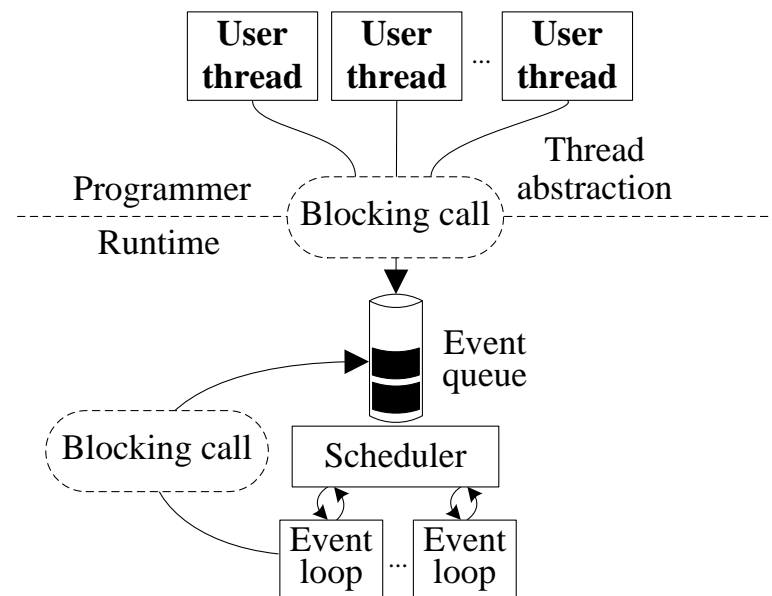 User User User
thread thread ... thread
Programmer
Thread
abstraction
Blocking call
Runtime
Event
queue
Blocking call
Scheduler
Event Event
loop ... loop